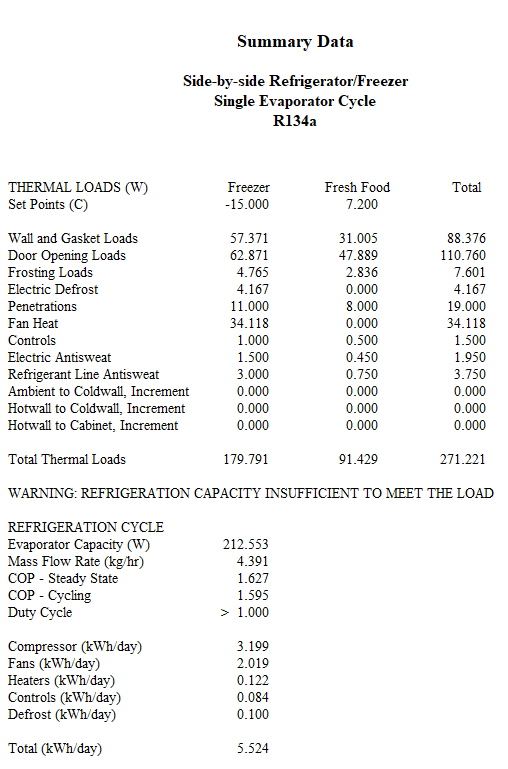 Summary Data
Side-by-side Refrigerator/Freezer
Single Evaporator Cycle
R134a
THERMAL LOADS (W) Freezer Fresh Food Total
Set Points (C) -15.000 7.200
Wall and Gasket Loads 57.371 31.005 88.376
Door Opening Loads 62.871 47.889 110.760
Frosting Loads 4.765 2.836 7.601
Electric Defrost 4.167 0.000 4.167
Penetrations 11.000 8.000 19.000
Fan Heat 34.118 0.000 34.118
Controls 1.000 0.500 1.500
Electric Antisweat 1.500 0.450 1.950
Refrigerant Line Antisweat 3.000 0.750 3.750
Ambient to Coldwall, Increment 0.000 0.000 0.000
Hotwall to Coldwall, Increment 0.000 0.000 0.000
Hotwall to Cabinet, Increment 0.000 0.000 0.000
Total Thermal Loads 179.791 91.429 271.221
WARNING: REFRIGERATION CAPACITY INSUFFICIENT TO MEET THE LOAD
REFRIGERATION CYCLE
Evaporator Capacity (W) 212.553
Mass Flow Rate (kg/hr) 4.391
COP - Steady State 1.627
COP - Cycling 1.595
Duty Cycle > 1.000
Compressor (kWh/day) 3.199
Fans (kWh/day) 2.019
Heaters (kWh/day) 0.122
Controls (kWh/day) 0.084
Defrost (kWh/day) 0.100
Total (kWh/day) 5.524